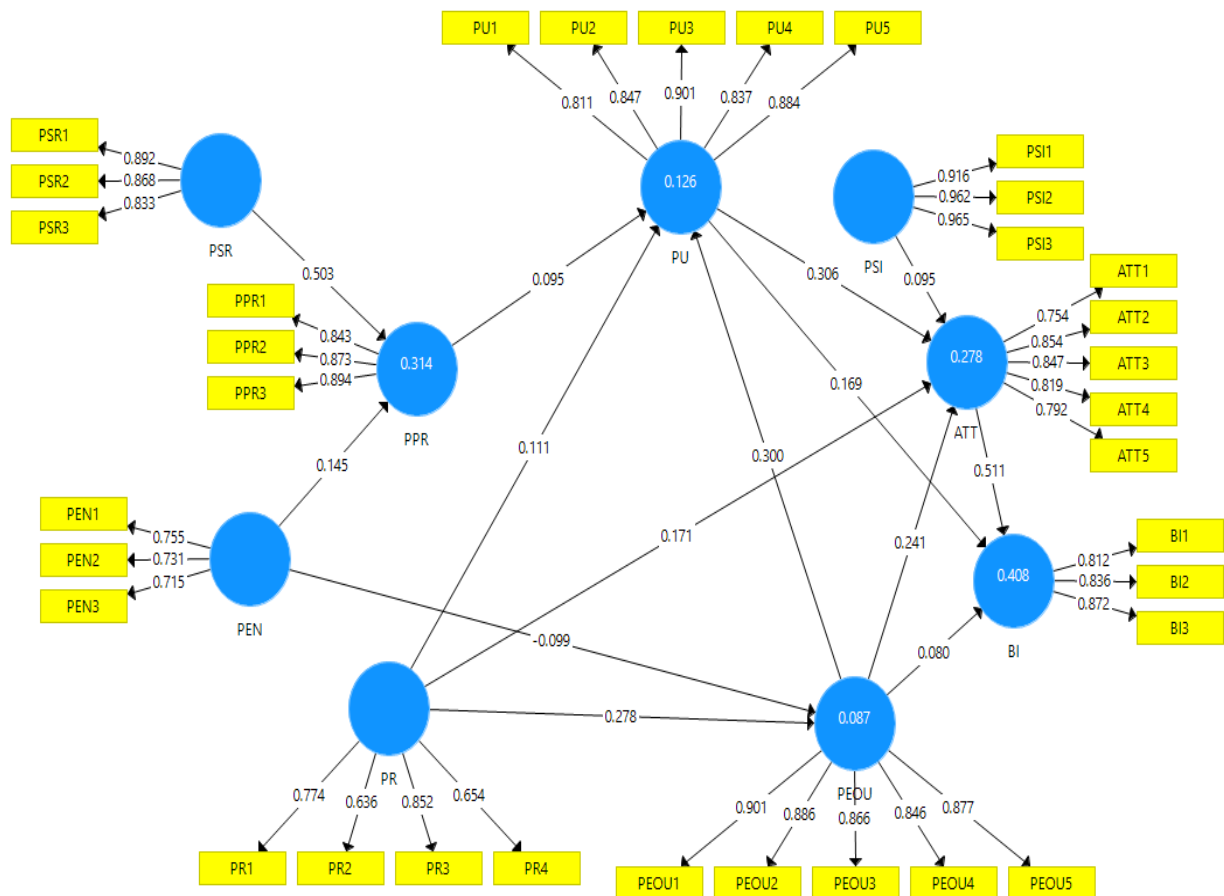 PU1 PU2 PU3 PU4 PU5
0.811 0.847 0.901 0.837 0.884
PSR1
PSR2
PSR3
0.892
0.868
0.833
PSR
0.126
PU
PSI
PSI1
PSI2
PSI3
0.916
0.962
0.965
0.503
0.095
0.306
0.095
PPR1
PPR2
PPR3
0.843
0.873
0.894
0.314
PPR
0.278
ATT
ATT1
ATT2
ATT3
ATT4
ATT5
0.754
0.854
0.847
0.819
0.792
0.169
0.145
0.111
0.300
0.511
0.171
0.241
PEN1
PEN2
PEN3
0.755
0.731
0.715
PEN
0.408
BI
BI1
BI2
BI3
0.812
0.836
0.872
-0.099
0.080
0.278
PR
0.087
PEOU
0.774 0.636 0.852 0.654
0.901 0.886 0.866 0.846 0.877
PR1 PR2 PR3 PR4
PEOU1 PEOU2 PEOU3 PEOU4 PEOU5